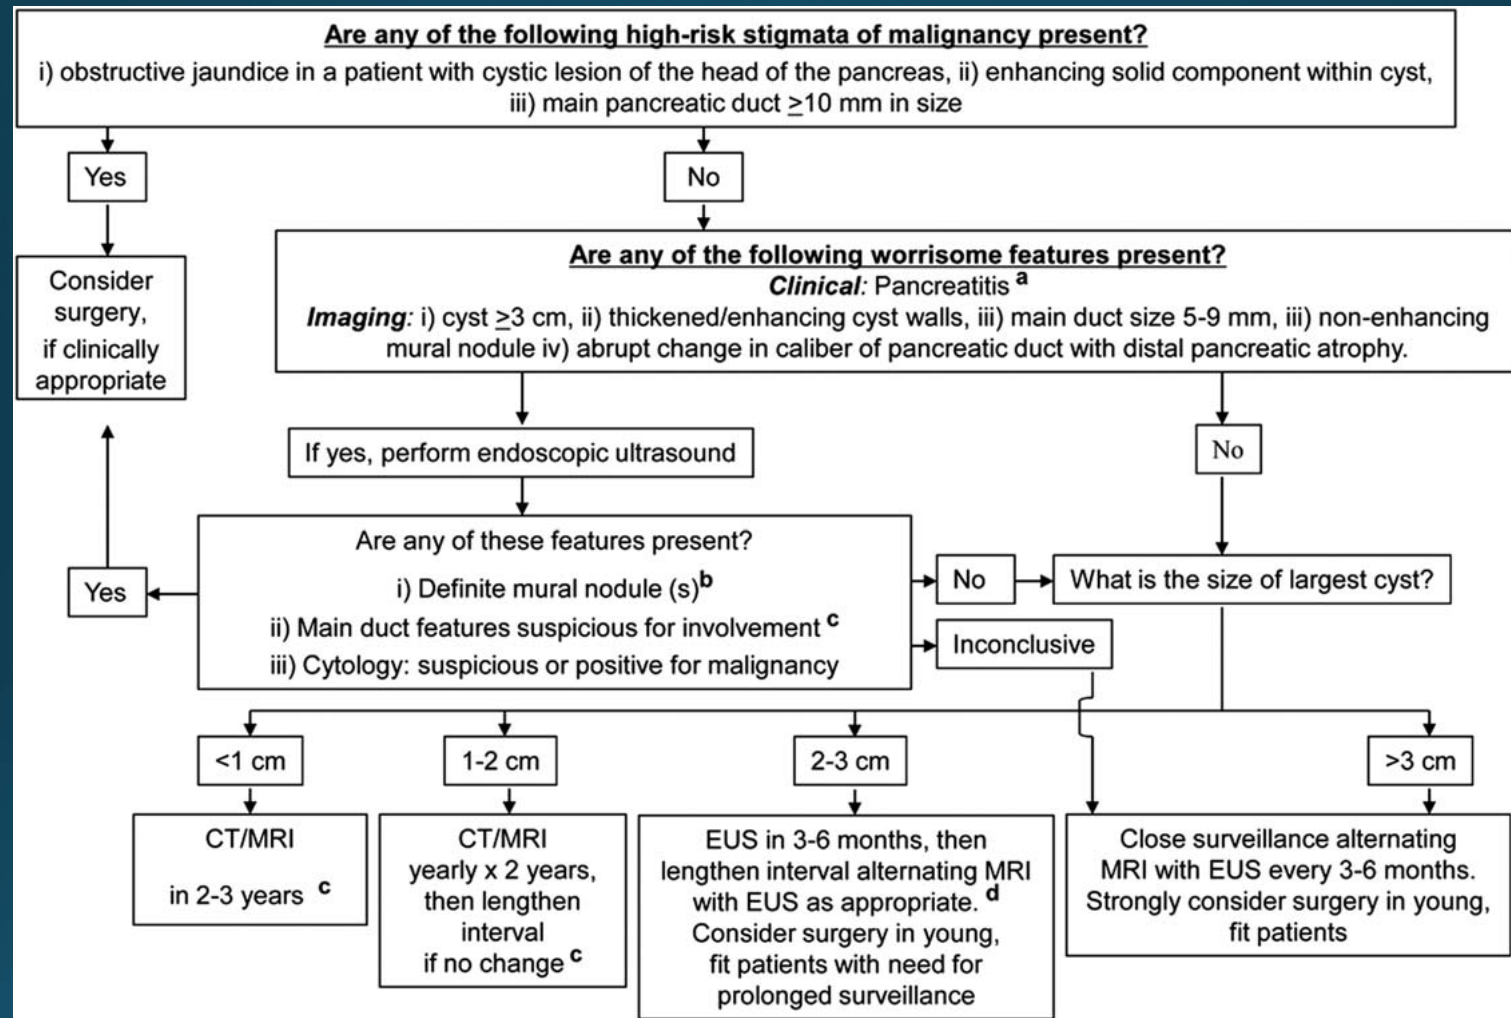 Are any of the following high-risk stigmata of malignancy present?
i) obstructive jaundice in a patient with cystic lesion of the head of the pancreas, ii) enhancing solid component within cyst,
iii) main pancreatic duct ≥10 mm in size
Yes
No
Consider
surgery,
if clinically
appropriate
Are any of the following worrisome features present?
Clinical: Pancreatitis a
Imaging: i) cyst ≥3 cm, ii) thickened/enhancing cyst walls, iii) main duct size 5-9 mm, iii) non-enhancing
mural nodule iv) abrupt change in caliber of pancreatic duct with distal pancreatic atrophy.
If yes, perform endoscopic ultrasound
No
Are any of these features present?
i) Definite mural nodule (s) b
ii) Main duct features suspicious for involvement c
iii) Cytology: suspicious or positive for malignancy
Yes
No
What is the size of largest cyst?
Inconclusive
<1 cm
1-2 cm
2-3 cm
>3 cm
CT/MRI
in 2-3 years c
CT/MRI
yearly x 2 years,
then lengthen
interval
if no change c
EUS in 3-6 months, then
lengthen interval alternating MRI
with EUS as appropriate. d
Consider surgery in young,
fit patients with need for
prolonged surveillance
Close surveillance alternating
MRI with EUS every 3-6 months.
Strongly consider surgery in young,
fit patients